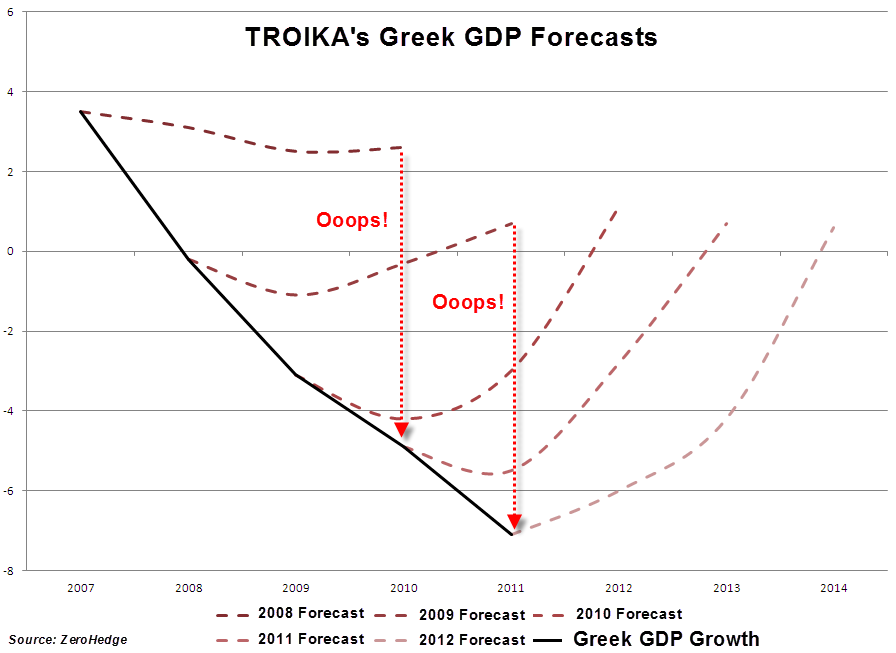 TROIKA's Greek GDP Forecasts
6
4
2
0
-2
-4
-6
-8
Ooops!
Ooops!
2007 2008 2009 2010 2011 2012 2013 2014
2008 Forecast 2009 Forecast 2010 Forecast
2011 Forecast 2012 Forecast Greek GDP Growth
Source: ZeroHedge